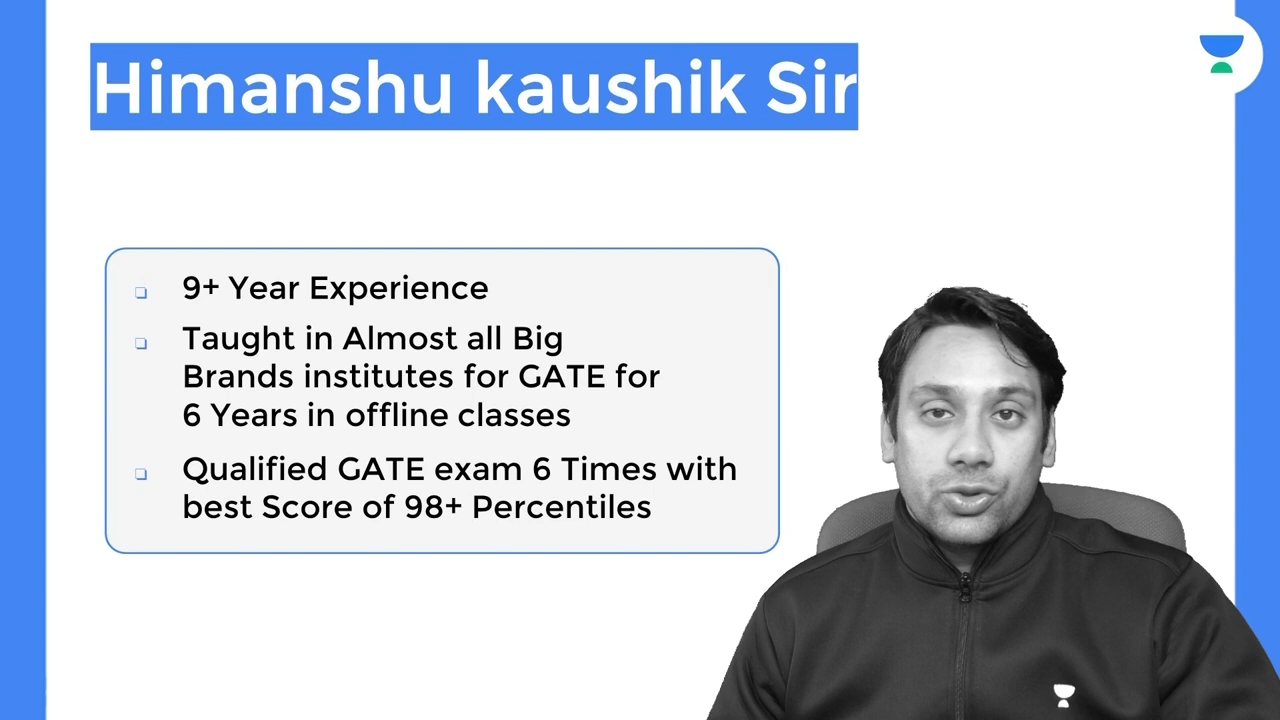 Himanshu kaushik Sir
9+ Year Experience
Taught in Almost all Big
Brands institutes for GATE for
6 Years in offline classes
Qualified GATE exam 6 Times with
best Score of 98+ Percentiles